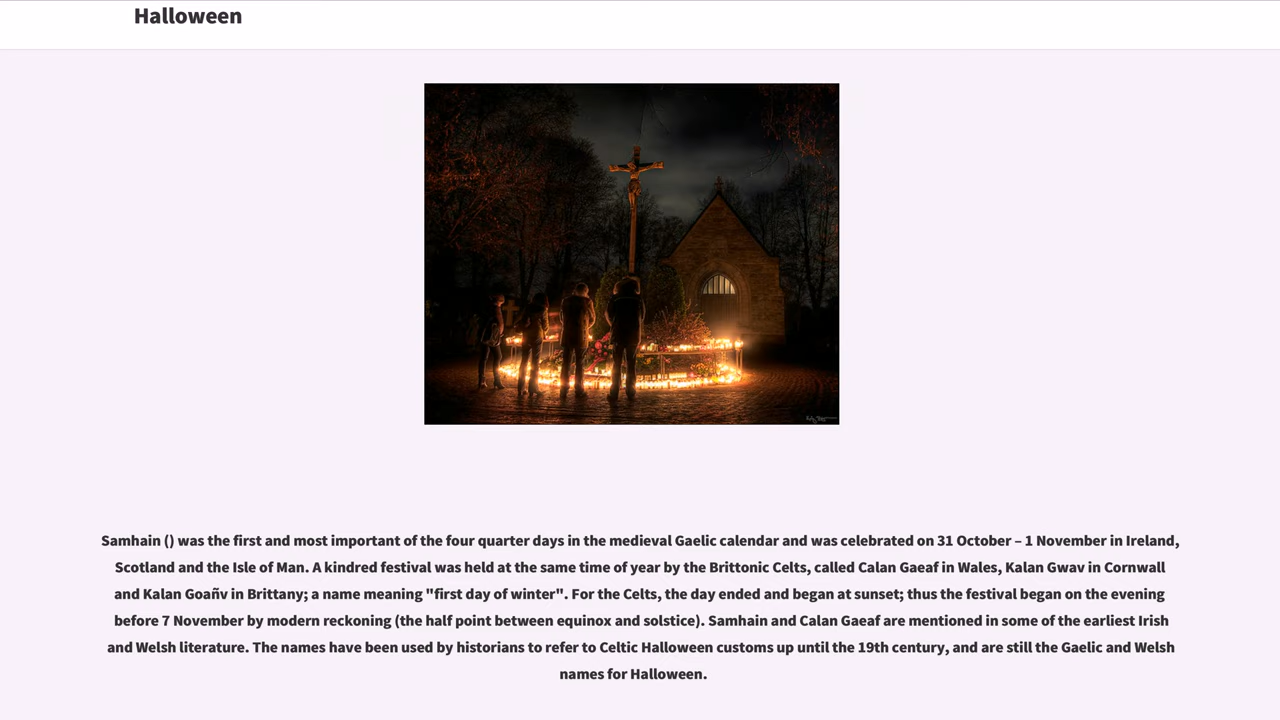 Halloween
Samhain () was the first and most important of the four quarter days in the medieval Gaelic calendar and was celebrated on 31 October – 1 November in Ireland,
Scotland and the Isle of Man. A kindred festival was held at the same time of year by the Brittonic Celts, called Calan Gaeaf in Wales, Kalan Gwav in Cornwall
and Kalan Goañv in Brittany; a name meaning "first day of winter". For the Celts, the day ended and began at sunset; thus the festival began on the evening
before 7 November by modern reckoning (the half point between equinox and solstice). Samhain and Calan Gaeaf are mentioned in some of the earliest Irish
and Welsh literature. The names have been used by historians to refer to Celtic Halloween customs up until the 19th century, and are still the Gaelic and Welsh
names for Halloween.